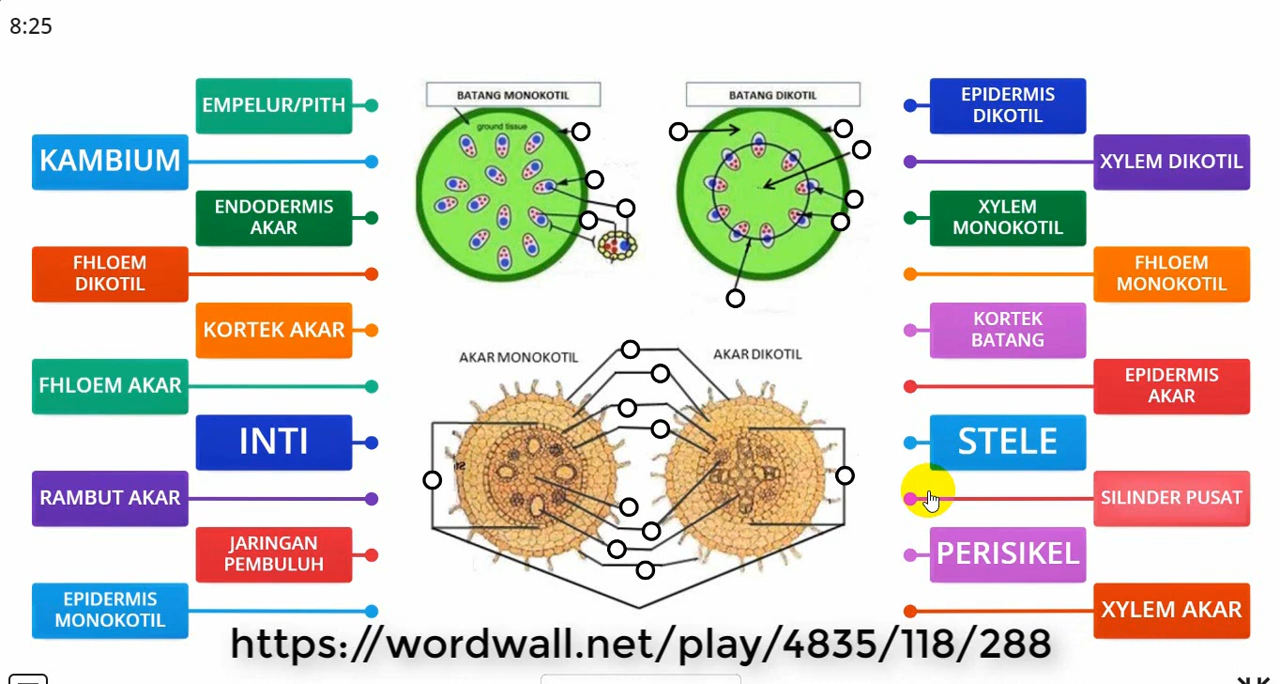 8:25
EMPELUR/PITH
KAMBIUM
ENDODERMIS
AKAR
FHLOEM
DIKOTIL
KORTEK AKAR
FHLOEM AKAR
INTI
RAMBUT AKAR
JARINGAN
PEMBULUH
EPIDERMIS
MONOKOTIL
BATANG MONOKOTIL
ground tissue
BATANG DIKOTIL
AKAR MONOKOTIL
AKAR DIKOTIL
EPIDERMIS
DIKOTIL
XYLEM DIKOTIL
XYLEM
MONOKOTIL
FHLOEM
MONOKOTIL
KORTEK
BATANG
EPIDERMIS
AKAR
STELE
SILINDER PUSAT
PERISIKEL
XYLEM AKAR
https://wordwall.net/play/4835/118/288